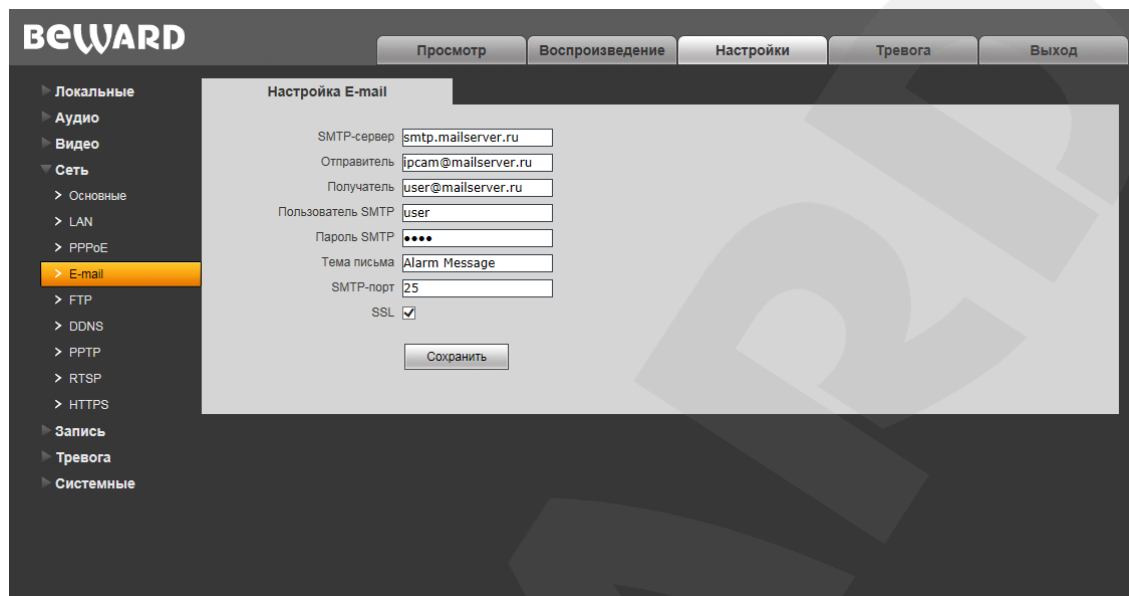 BEWARD
Просмотр
Воспроизведение
Настройки
Тревога
Выход
Локальные
Аудио
Видео
Сеть
Основные
LAN
PPPoE
E-mail
FTP
DDNS
PPTP
RTSP
HTTPS
Запись
Тревога
Системные
Настройка E-mail
SMTP-сервер smtp.mailserver.ru
Отправитель ipcam@mailserver.ru
Получатель user@mailserver.ru
Пользователь SMTP user
Пароль SMTP ••••
Тема письма Alarm Message
SMTP-порт 25
SSL
Сохранить